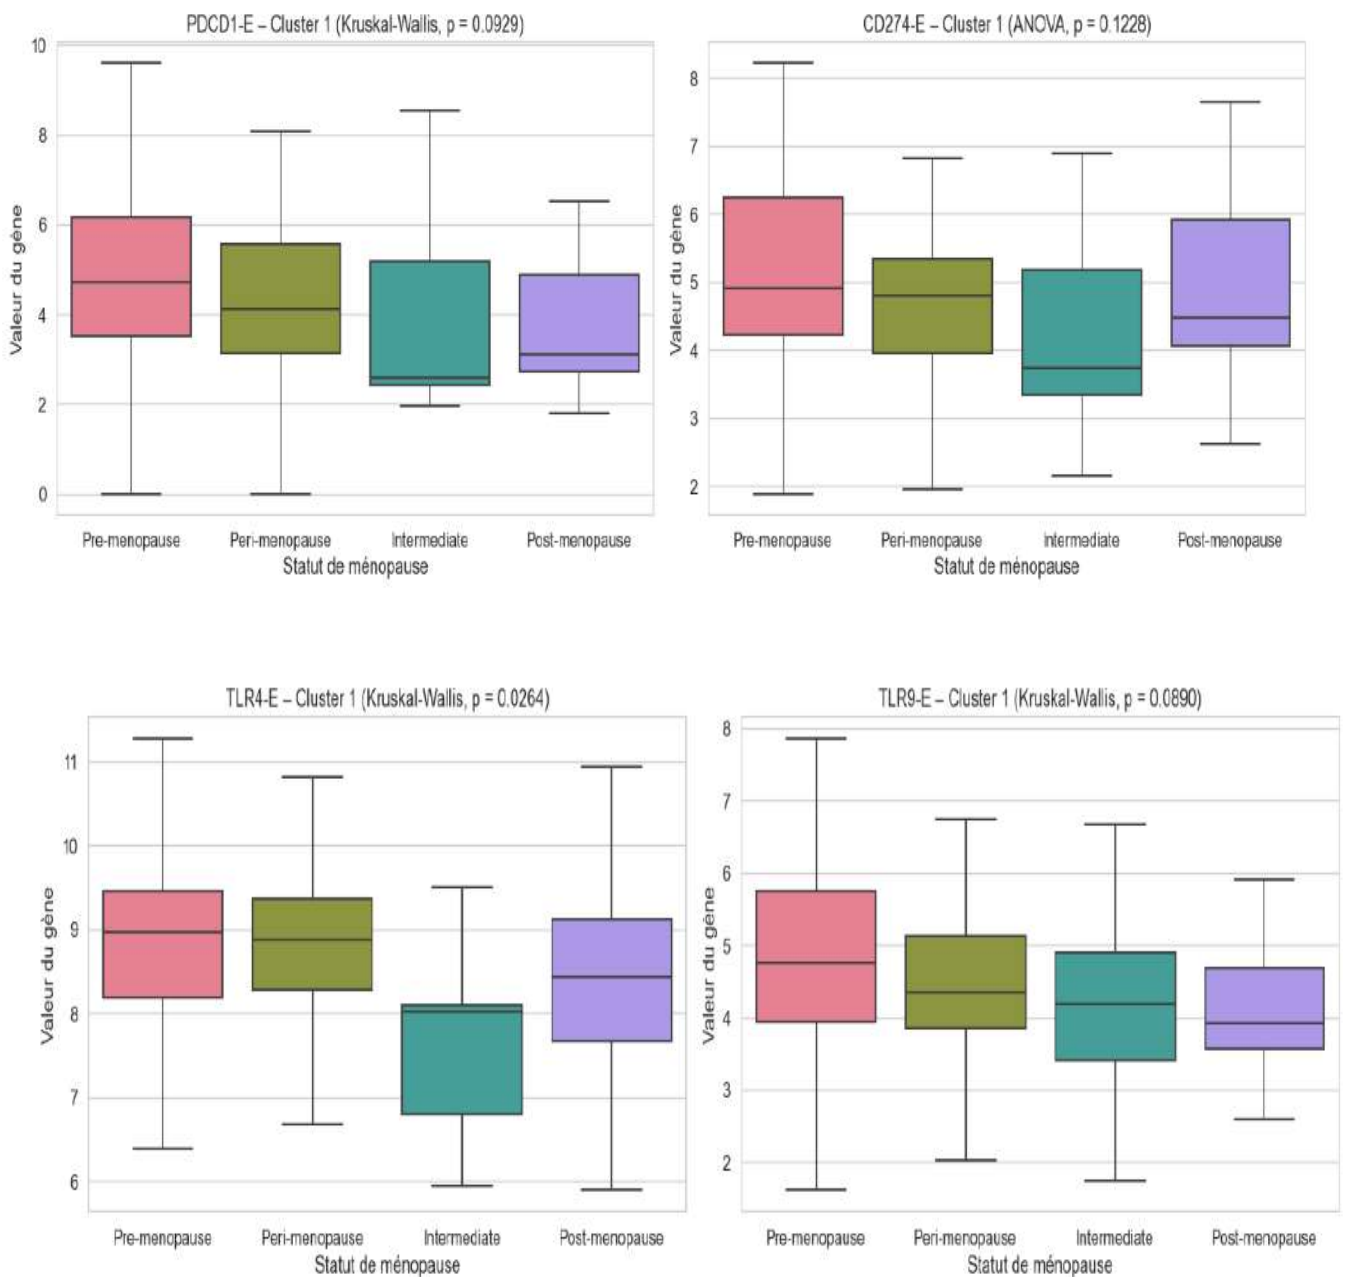 PDCD1-E – Cluster 1 (Kruskal-Wallis, p = 0.0929)
10
8
6
4
2
0
Valeur du gène
Pre-menopause Peri-menopause Intermediate Post-menopause
Statut de ménopause
CD274-E – Cluster 1 (ANOVA, p = 0.1228)
8
7
6
5
4
3
2
Valeur du gène
Pre-menopause Peri-menopause Intermediate Post-menopause
Statut de ménopause
TLR4-E – Cluster 1 (Kruskal-Wallis, p = 0.0264)
11
10
9
8
7
6
Valeur du gène
Pre-menopause Peri-menopause Intermediate Post-menopause
Statut de ménopause
TLR9-E – Cluster 1 (Kruskal-Wallis, p = 0.0890)
8
7
6
5
4
3
2
Valeur du gène
Pre-menopause Peri-menopause Intermediate Post-menopause
Statut de ménopause